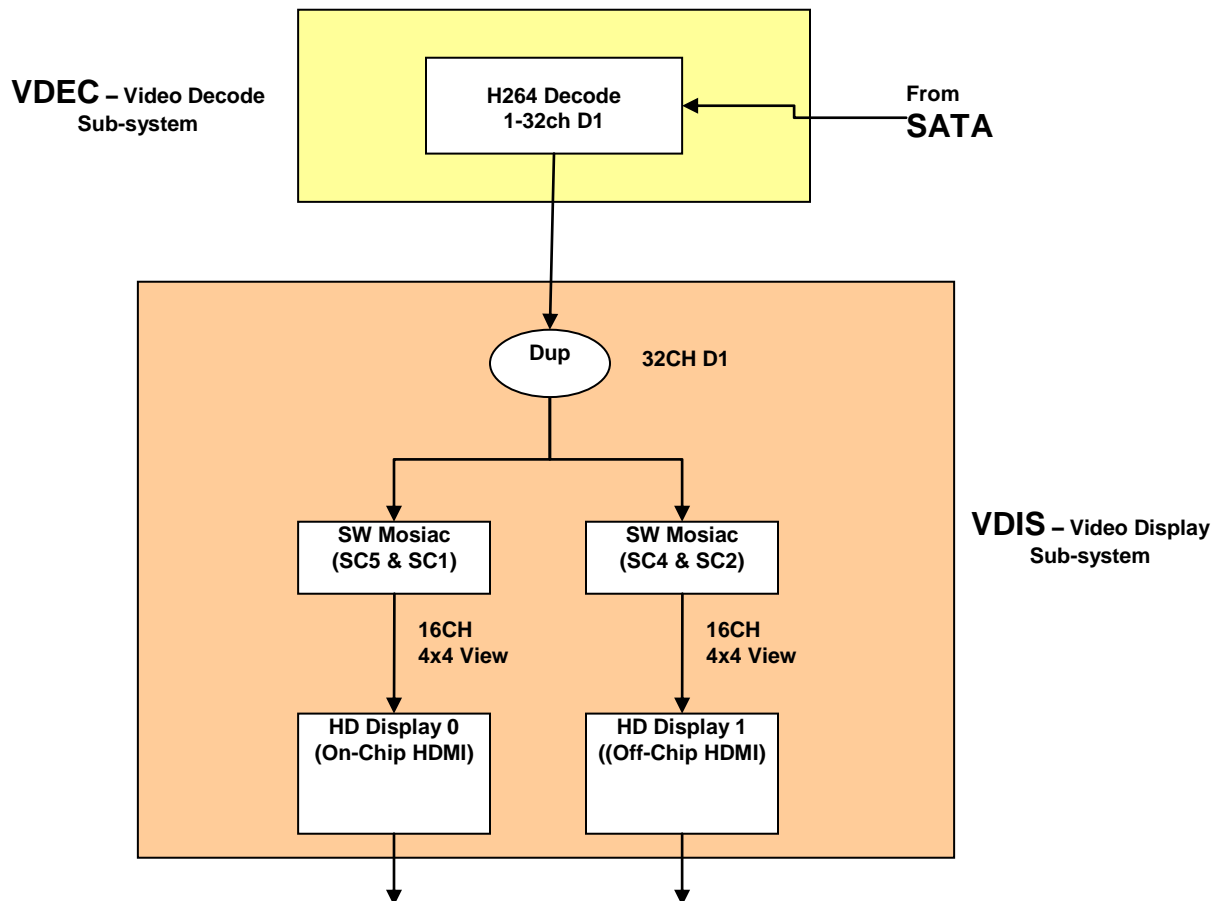 VDEC – Video Decode
Sub-system
H264 Decode
1-32ch D1
From
SATA
Dup
32CH D1
SW Mosiac
(SC5 & SC1)
SW Mosiac
(SC4 & SC2)
VDIS – Video Display
Sub-system
16CH
4x4 View
16CH
4x4 View
HD Display 0
(On-Chip HDMI)
HD Display 1
((Off-Chip HDMI)